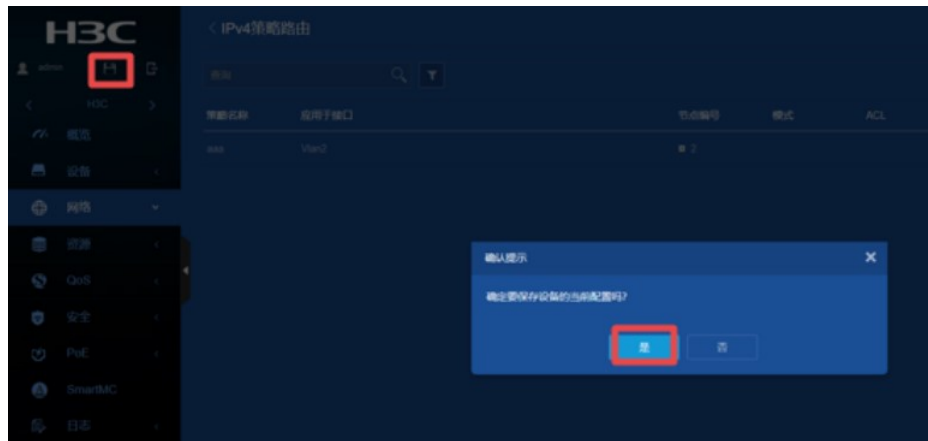 H3C
< IPv4策略路由
admin
查询
< H3C >
策略名称 应用于接口 节点编号 模式 ACL
概览
aaa Vlan2 2
设备
网络
资源
确认提示
QoS
确定要保存设备的当前配置吗?
安全
是 否
PoE
SmartMC
日志